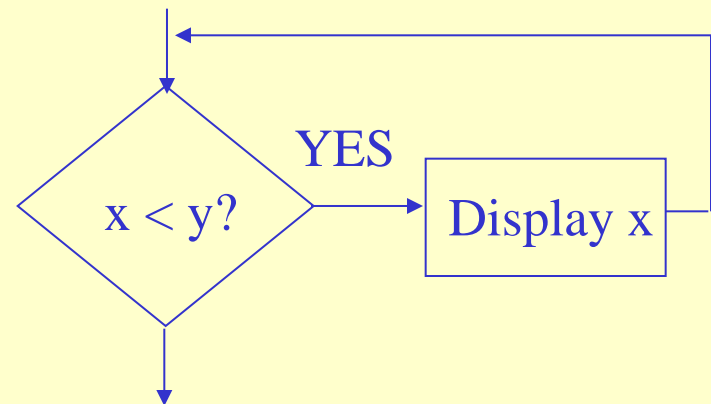 YES
x < y?
Display x